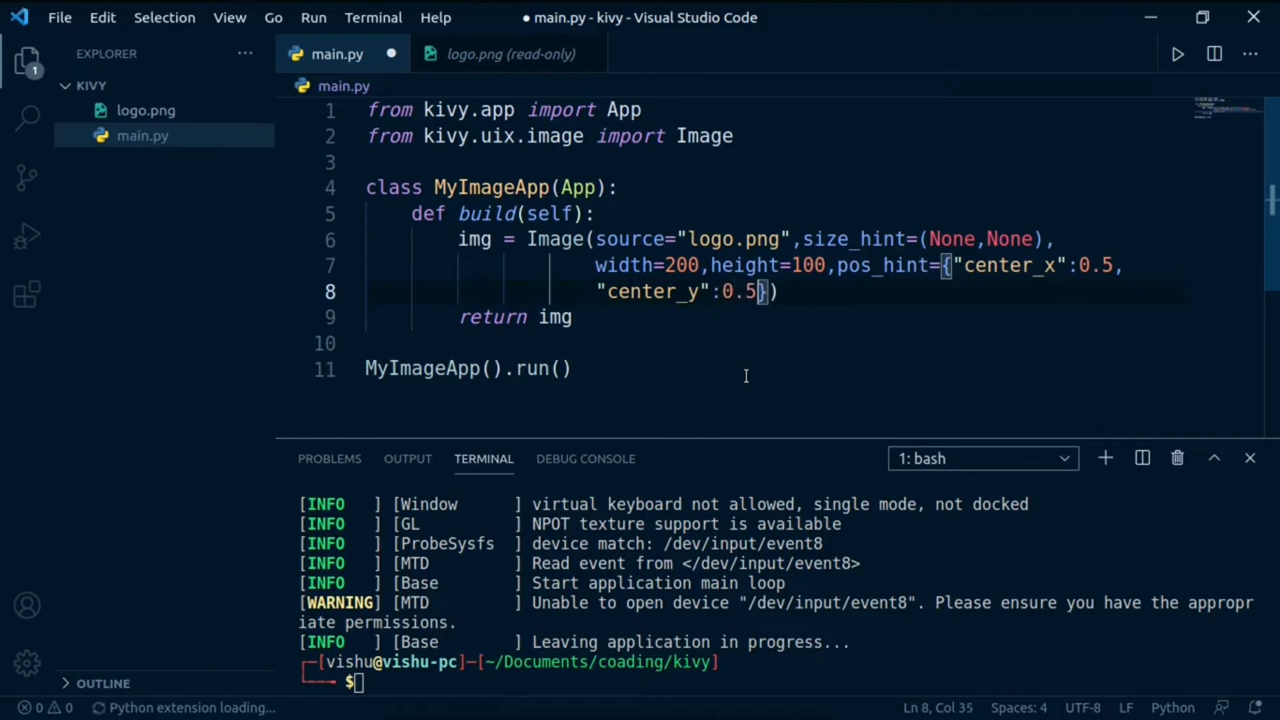 File Edit Selection View Go Run Terminal Help ● main.py - kivy - Visual Studio Code
EXPLORER ···
main.py ●
logo.png (read-only)
1
KIVY
logo.png
main.py
main.py
1 from kivy.app import App
2 from kivy.uix.image import Image
3
4 class MyImageApp(App):
5 def build(self):
6 img = Image(source="logo.png",size_hint=(None,None),
7 width=200,height=100,pos_hint={"center_x":0.5,
8 "center_y":0.5})
9 return img
10
11 MyImageApp().run()
PROBLEMS OUTPUT TERMINAL DEBUG CONSOLE 1: bash
[INFO ] [Window ] virtual keyboard not allowed, single mode, not docked
[INFO ] [GL ] NPOT texture support is available
[INFO ] [ProbeSysfs ] device match: /dev/input/event8
[INFO ] [MTD ] Read event from </dev/input/event8>
[INFO ] [Base ] Start application main loop
[WARNING] [MTD ] Unable to open device "/dev/input/event8". Please ensure you have the appropr
iate permissions.
[INFO ] [Base ] Leaving application in progress...
┌─[vishu@vishu-pc]─[~/Documents/coading/kivy]
└──╼ $
OUTLINE
0 0 Python extension loading... Ln 8, Col 35 Spaces: 4 UTF-8 LF Python